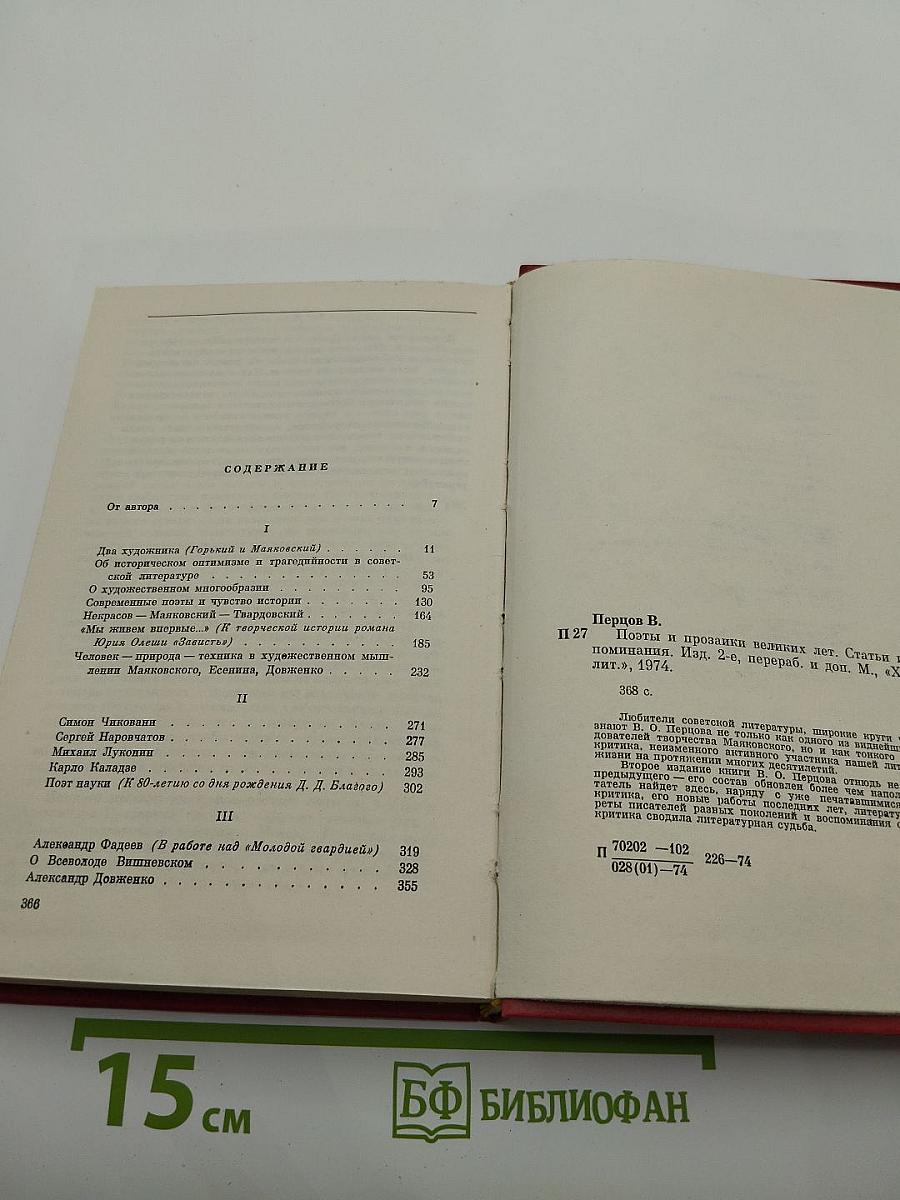 СОДЕРЖАНИЕ
От автора . . . . . . . . . . . . . . . . . 7
I
Два художника (Горький и Маяковский) . . . . . . 11
Об историческом оптимизме и трагедийности в совет-
ской литературе . . . . . . . . . . . . . . 53
О художественном многообразии . . . . . . . . . 95
Современные поэты и чувство истории . . . . . . . 130
Некрасов — Маяковский — Твардовский . . . . . . . 164
«Мы живем впервые...» (К творческой истории романа
Юрия Олеши «Зависть») . . . . . . . . . . . . 185
Человек — природа — техника в художественном мыш-
лении Маяковского, Есенина, Довженко . . . . . 232
II
Симон Чиковани . . . . . . . . . . . . . . . 271
Сергей Наровчатов . . . . . . . . . . . . . . 277
Михаил Луконин . . . . . . . . . . . . . . . 285
Карло Каладзе . . . . . . . . . . . . . . . 293
Поэт науки (К 80-летию со дня рождения Д. Д. Благого) 302
III
Александр Фадеев (В работе над «Молодой гвардией») 319
О Всеволоде Вишневском . . . . . . . . . . . 328
Александр Довженко . . . . . . . . . . . . . 355
366
Перцов В.
П 27 Поэты и прозаики великих лет. Статьи и
поминания. Изд. 2-е, перераб. и доп. М., «Х
лит.», 1974.
368 с.
Любители советской литературы, широкие круги
знают В. О. Перцова не только как одного из виднейш
дователей творчества Маяковского, но и как тонкого
критика, неизменного активного участника нашей лит
жизни на протяжении многих десятилетий.
Второе издание книги В. О. Перцова отнюдь не
предыдущего — его состав обновлен более чем напол
татель найдет здесь, наряду с уже печатавшимися
критика, его новые работы последних лет, литерату
реты писателей разных поколений и воспоминания о
критика сводила литературная судьба.
П 70202 —102
028(01)—74 226—74
15 см
БФ БИБЛИОФАН